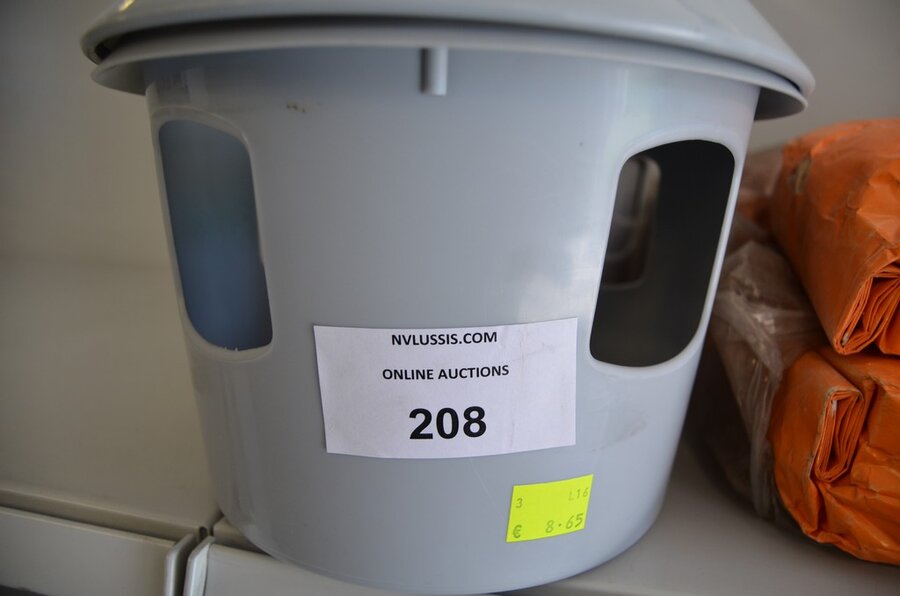 NVLUSSIS.COM
ONLINE AUCTIONS
208
3 L16
€ 8.65